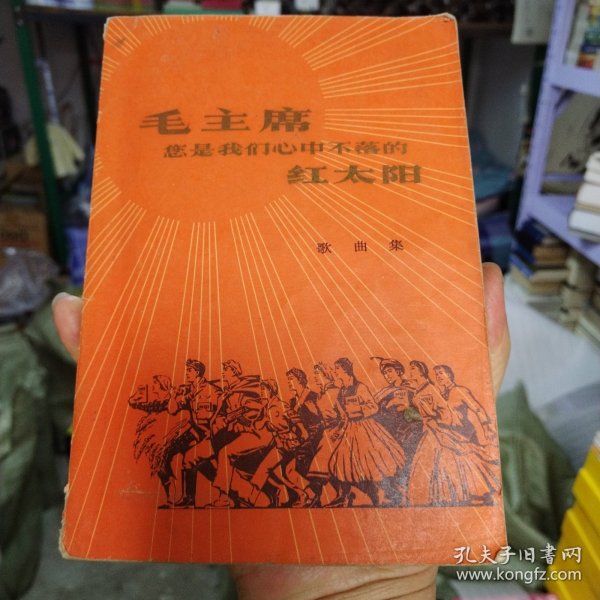 毛主席
您是我们心中不落的
红太阳
歌曲集
孔夫子旧书网
www.kongfz.com